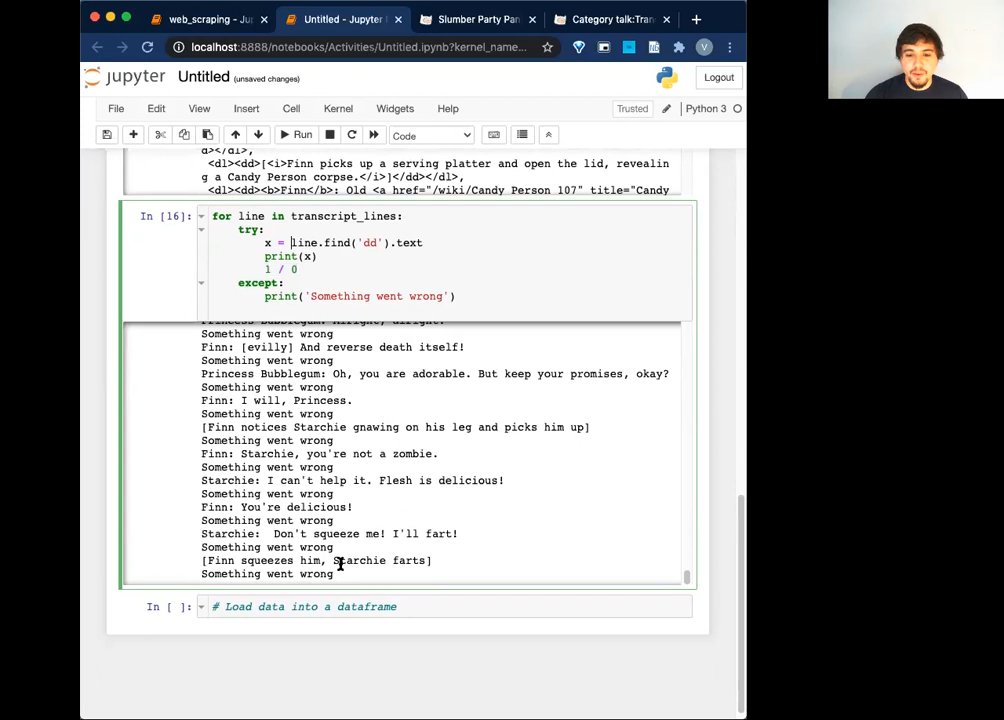 web_scraping - Ju
Untitled - Jupyter
Slumber Party Pan
Category talk:Tran
localhost:8888/notebooks/Activities/Untitled.ipynb?kernel_name...
V
jupyter Untitled (unsaved changes)
Logout
File Edit View Insert Cell Kernel Widgets Help
Trusted
Python 3
Run
Code
d></dl>,
<dl><dd>[<i>Finn picks up a serving platter and open the lid, revealin
g a Candy Person corpse.</i>]</dd></dl>,
<dl><dd><b>Finn</b>: Old <a href="/wiki/Candy_Person_107" title="Candy
In [16]:
for line in transcript_lines:
try:
x = line.find('dd').text
print(x)
1 / 0
except:
print('Something went wrong')
Princess Bubblegum: Alright, alright.
Something went wrong
Finn: [evilly] And reverse death itself!
Something went wrong
Princess Bubblegum: Oh, you are adorable. But keep your promises, okay?
Something went wrong
Finn: I will, Princess.
Something went wrong
[Finn notices Starchie gnawing on his leg and picks him up]
Something went wrong
Finn: Starchie, you're not a zombie.
Something went wrong
Starchie: I can't help it. Flesh is delicious!
Something went wrong
Finn: You're delicious!
Something went wrong
Starchie:  Don't squeeze me! I'll fart!
Something went wrong
[Finn squeezes him, Starchie farts]
Something went wrong
In [ ]:
# Load data into a dataframe